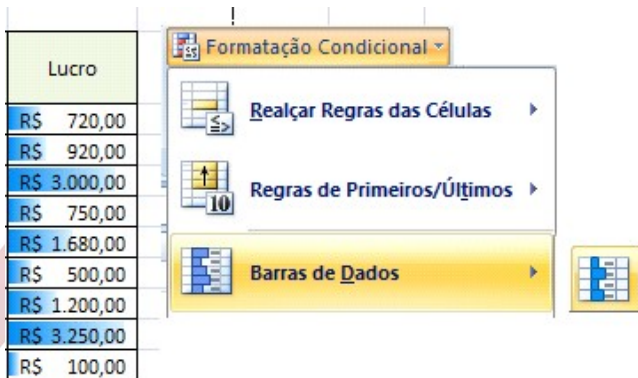 Lucro
R$ 720,00
R$ 920,00
R$ 3.000,00
R$ 750,00
R$ 1.680,00
R$ 500,00
R$ 1.200,00
R$ 3.250,00
R$ 100,00
Formatação Condicional
Realçar Regras das Células
10
Regras de Primeiros/Últimos
Barras de Dados